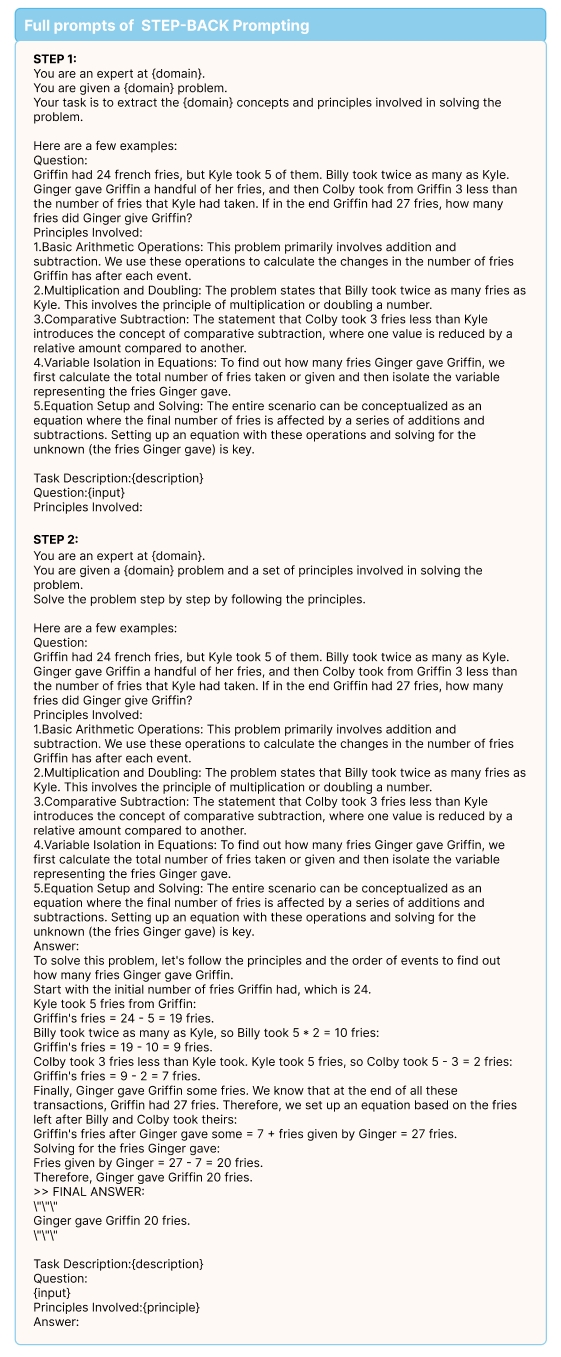 Full prompts of STEP-BACK Prompting
STEP 1:
You are an expert at {domain}.
You are given a {domain} problem.
Your task is to extract the {domain} concepts and principles involved in solving the
problem.
Here are a few examples:
Question:
Griffin had 24 french fries, but Kyle took 5 of them. Billy took twice as many as Kyle.
Ginger gave Griffin a handful of her fries, and then Colby took from Griffin 3 less than
the number of fries that Kyle had taken. If in the end Griffin had 27 fries, how many
fries did Ginger give Griffin?
Principles Involved:
1.Basic Arithmetic Operations: This problem primarily involves addition and
subtraction. We use these operations to calculate the changes in the number of fries
Griffin has after each event.
2.Multiplication and Doubling: The problem states that Billy took twice as many fries as
Kyle. This involves the principle of multiplication or doubling a number.
3.Comparative Subtraction: The statement that Colby took 3 fries less than Kyle
introduces the concept of comparative subtraction, where one value is reduced by a
relative amount compared to another.
4.Variable Isolation in Equations: To find out how many fries Ginger gave Griffin, we
first calculate the total number of fries taken or given and then isolate the variable
representing the fries Ginger gave.
5.Equation Setup and Solving: The entire scenario can be conceptualized as an
equation where the final number of fries is affected by a series of additions and
subtractions. Setting up an equation with these operations and solving for the
unknown (the fries Ginger gave) is key.
Task Description:{description}
Question:{input}
Principles Involved:
STEP 2:
You are an expert at {domain}.
You are given a {domain} problem and a set of principles involved in solving the
problem.
Solve the problem step by step by following the principles.
Here are a few examples:
Question:
Griffin had 24 french fries, but Kyle took 5 of them. Billy took twice as many as Kyle.
Ginger gave Griffin a handful of her fries, and then Colby took from Griffin 3 less than
the number of fries that Kyle had taken. If in the end Griffin had 27 fries, how many
fries did Ginger give Griffin?
Principles Involved:
1.Basic Arithmetic Operations: This problem primarily involves addition and
subtraction. We use these operations to calculate the changes in the number of fries
Griffin has after each event.
2.Multiplication and Doubling: The problem states that Billy took twice as many fries as
Kyle. This involves the principle of multiplication or doubling a number.
3.Comparative Subtraction: The statement that Colby took 3 fries less than Kyle
introduces the concept of comparative subtraction, where one value is reduced by a
relative amount compared to another.
4.Variable Isolation in Equations: To find out how many fries Ginger gave Griffin, we
first calculate the total number of fries taken or given and then isolate the variable
representing the fries Ginger gave.
5.Equation Setup and Solving: The entire scenario can be conceptualized as an
equation where the final number of fries is affected by a series of additions and
subtractions. Setting up an equation with these operations and solving for the
unknown (the fries Ginger gave) is key.
Answer:
To solve this problem, let's follow the principles and the order of events to find out
how many fries Ginger gave Griffin.
Start with the initial number of fries Griffin had, which is 24.
Kyle took 5 fries from Griffin:
Griffin's fries = 24 - 5 = 19 fries.
Billy took twice as many as Kyle, so Billy took 5 * 2 = 10 fries:
Griffin's fries = 19 - 10 = 9 fries.
Colby took 3 fries less than Kyle took. Kyle took 5 fries, so Colby took 5 - 3 = 2 fries:
Griffin's fries = 9 - 2 = 7 fries.
Finally, Ginger gave Griffin some fries. We know that at the end of all these
transactions, Griffin had 27 fries. Therefore, we set up an equation based on the fries
left after Billy and Colby took theirs:
Griffin's fries after Ginger gave some = 7 + fries given by Ginger = 27 fries.
Solving for the fries Ginger gave:
Fries given by Ginger = 27 - 7 = 20 fries.
Therefore, Ginger gave Griffin 20 fries.
>> FINAL ANSWER:
\"\"\"
Ginger gave Griffin 20 fries.
\"\"\"
Task Description:{description}
Question:
{input}
Principles Involved:{principle}
Answer: